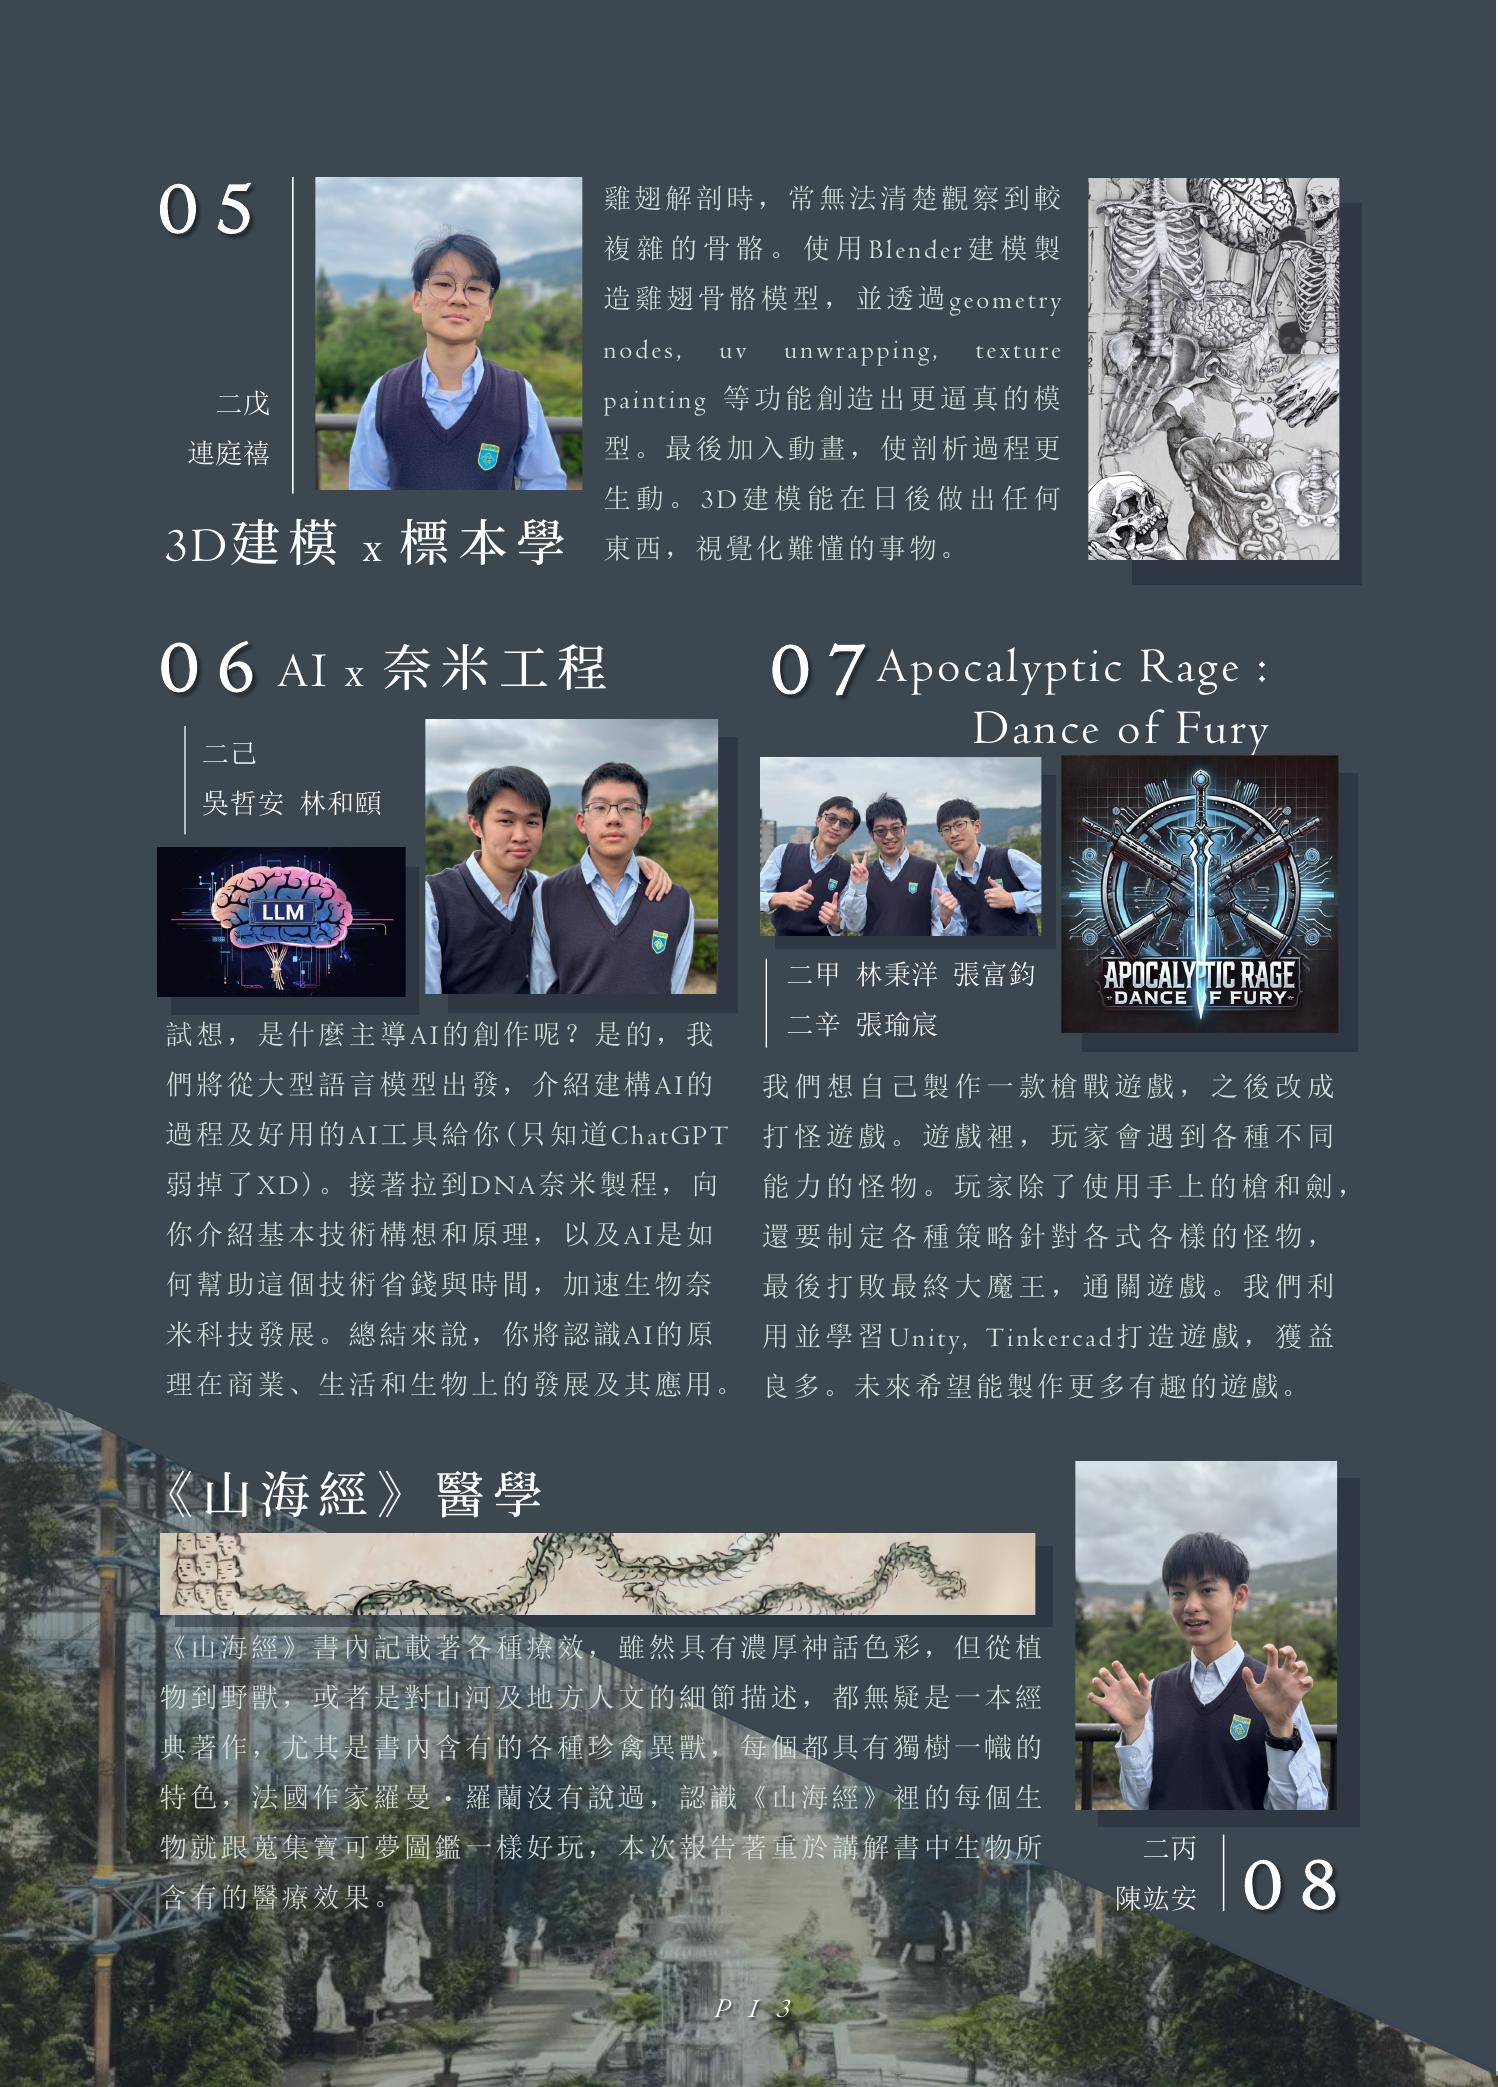 05
二戊
連庭禧
3D建模 x 標本學
雞翅解剖時，常無法清楚觀察到較
複雜的骨骼。使用Blender建模製
造雞翅骨骼模型，並透過geometry
nodes, uv unwrapping, texture
painting 等功能創造出更逼真的模
型。最後加入動畫，使剖析過程更
生動。3D建模能在日後做出任何
東西，視覺化難懂的事物。
06 AI x 奈米工程
二己
吳哲安 林和頤
LLM
試想，是什麼主導AI的創作呢？是的，我
們將從大型語言模型出發，介紹建構AI的
過程及好用的AI工具給你（只知道ChatGPT
弱掉了XD）。接著拉到DNA奈米製程，向
你介紹基本技術構想和原理，以及AI是如
何幫助這個技術省錢與時間，加速生物奈
米科技發展。總結來說，你將認識AI的原
理在商業、生活和生物上的發展及其應用。
07 Apocalyptic Rage：
Dance of Fury
二甲 林秉洋 張富鈞
二辛 張瑜宸
APOCALYPTIC RAGE
DANCE OF FURY
我們想自己製作一款槍戰遊戲，之後改成
打怪遊戲。遊戲裡，玩家會遇到各種不同
能力的怪物。玩家除了使用手上的槍和劍，
還要制定各種策略針對各式各樣的怪物，
最後打敗最終大魔王，通關遊戲。我們利
用並學習Unity, Tinkercad打造遊戲，獲益
良多。未來希望能製作更多有趣的遊戲。
《山海經》醫學
《山海經》書內記載著各種療效，雖然具有濃厚神話色彩，但從植
物到野獸，或者是對山河及地方人文的細節描述，都無疑是一本經
典著作，尤其是書內含有的各種珍禽異獸，每個都具有獨樹一幟的
特色，法國作家羅曼·羅蘭沒有說過，認識《山海經》裡的每個生
物就跟蒐集寶可夢圖鑑一樣好玩，本次報告著重於講解書中生物所
含有的醫療效果。
二丙
陳竑安
08
P13